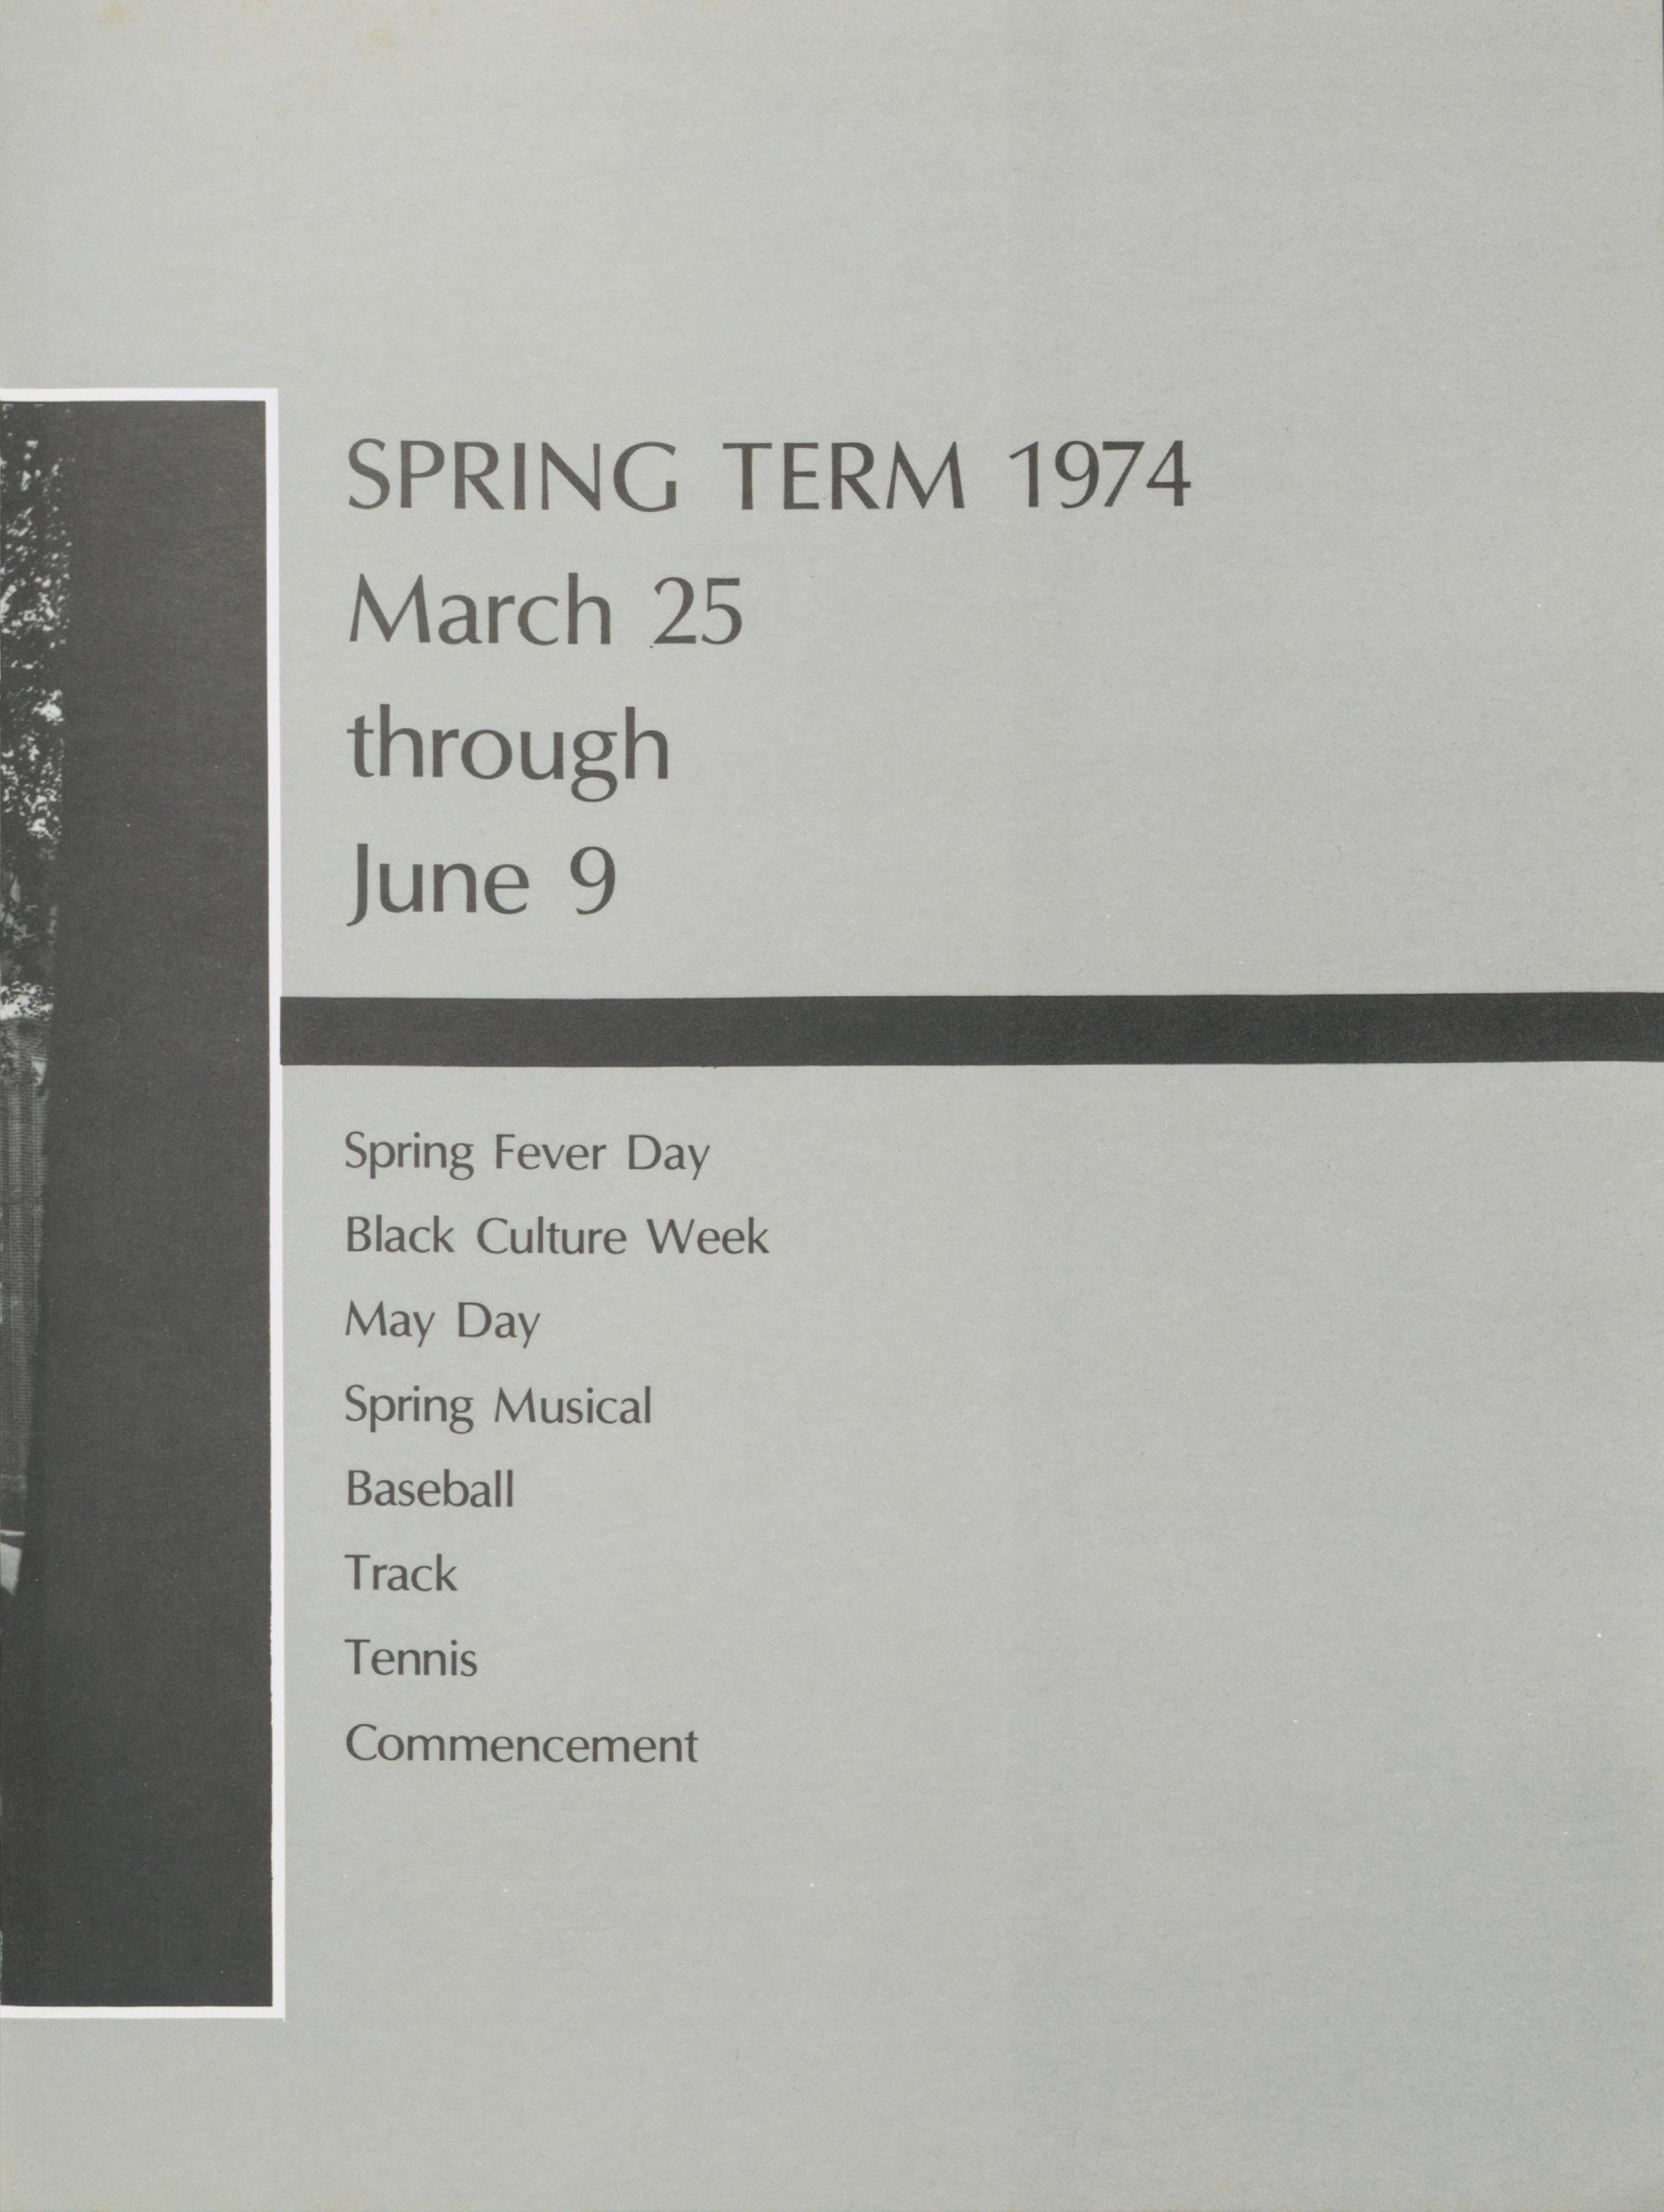 SPRING TERM 1974
March 25
through
June 9
Spring Fever Day
Black Culture Week
May Day
Spring Musical
Baseball
Track
Tennis
Commencement